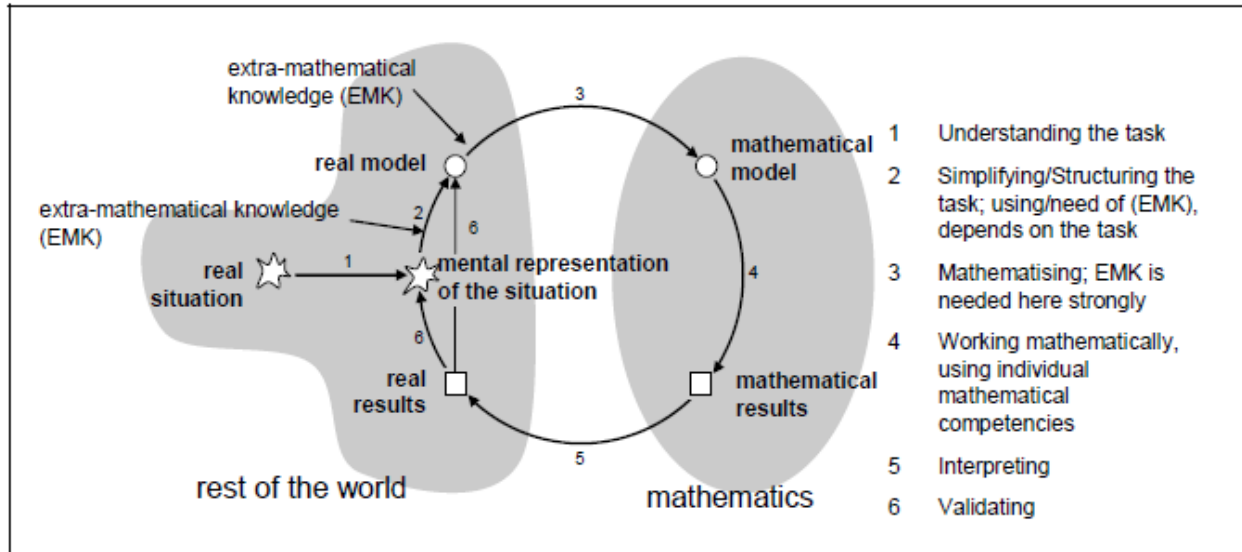 extra-mathematical
knowledge (EMK)
3
real model
mathematical
model
extra-mathematical knowledge
(EMK)
2
6
real
situation
1
mental representation
of the situation
4
6
real
results
mathematical
results
5
rest of the world
mathematics
1 Understanding the task
2 Simplifying/Structuring the
task; using/need of (EMK),
depends on the task
3 Mathematising; EMK is
needed here strongly
4 Working mathematically,
using individual
mathematical
competencies
5 Interpreting
6 Validating